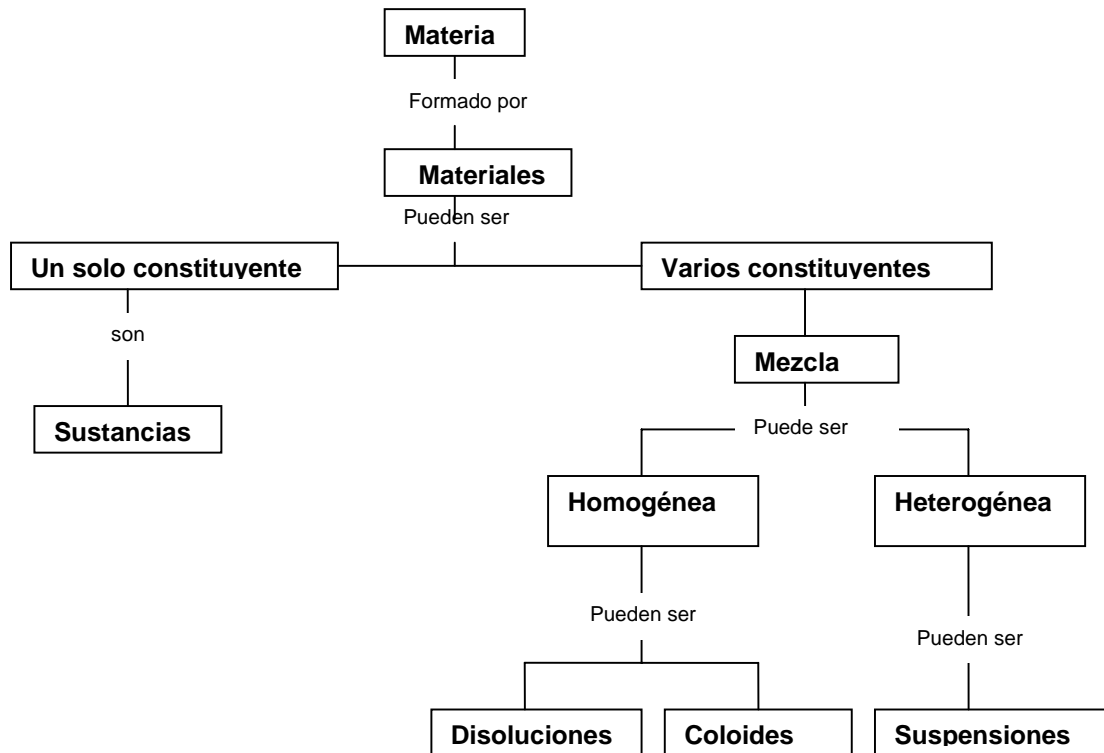 Materia
Formado por
Materiales
Pueden ser
Un solo constituyente
Varios constituyentes
son
Mezcla
Sustancias
Puede ser
Homogénea
Heterogénea
Pueden ser
Pueden ser
Disoluciones
Coloides
Suspensiones